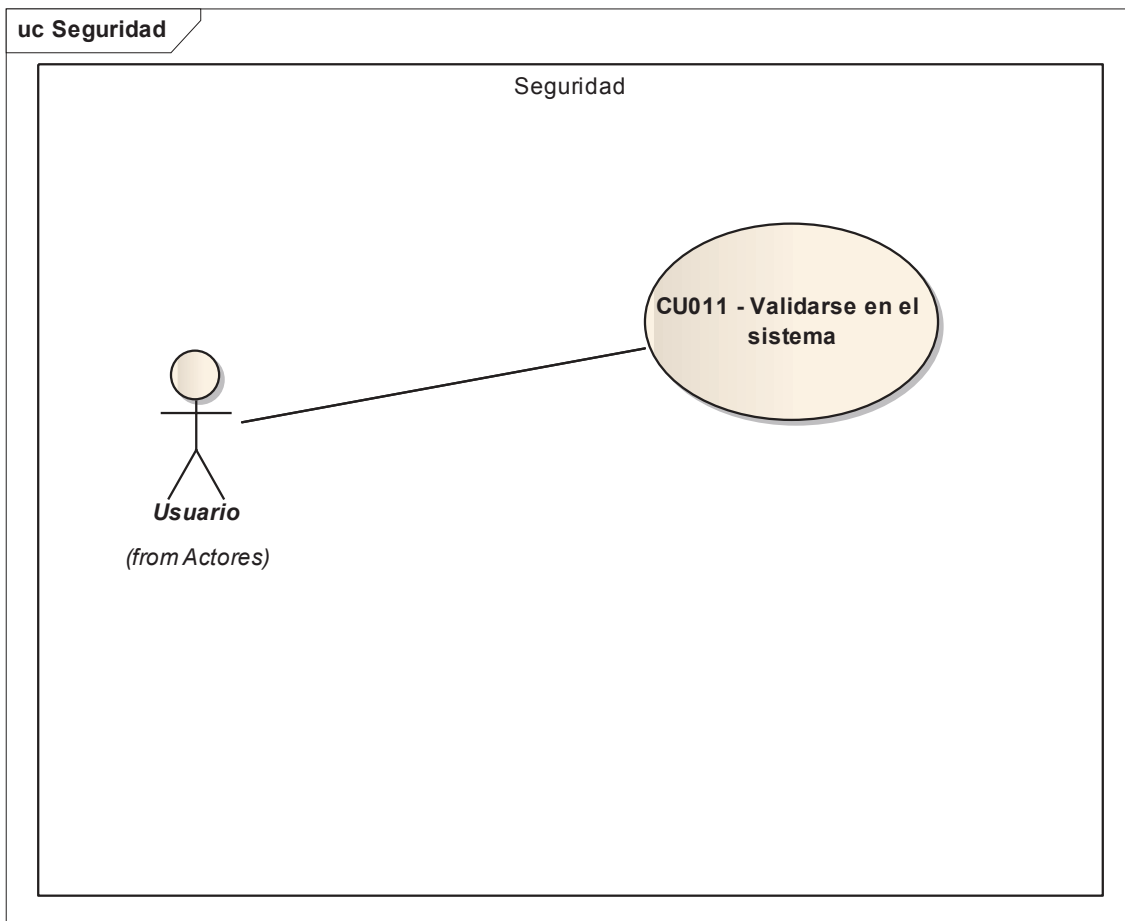 uc Seguridad
Seguridad
CU011 - Validarse en el
sistema
Usuario
(from Actores)